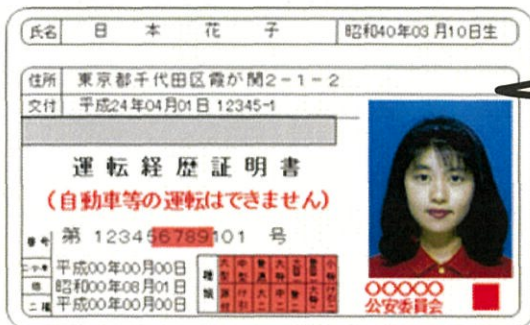 氏名 日本花子 昭和40年03月10日生
住所 東京都千代田区霞が関2-1-2
交付 平成24年04月01日 12345-1
運転経歴証明書
(自動車等の運転はできません)
番号 第 123456789101 号
平成00年00月00日
他 昭和00年08月01日
二種 平成00年00月00日
種類
公安委員会